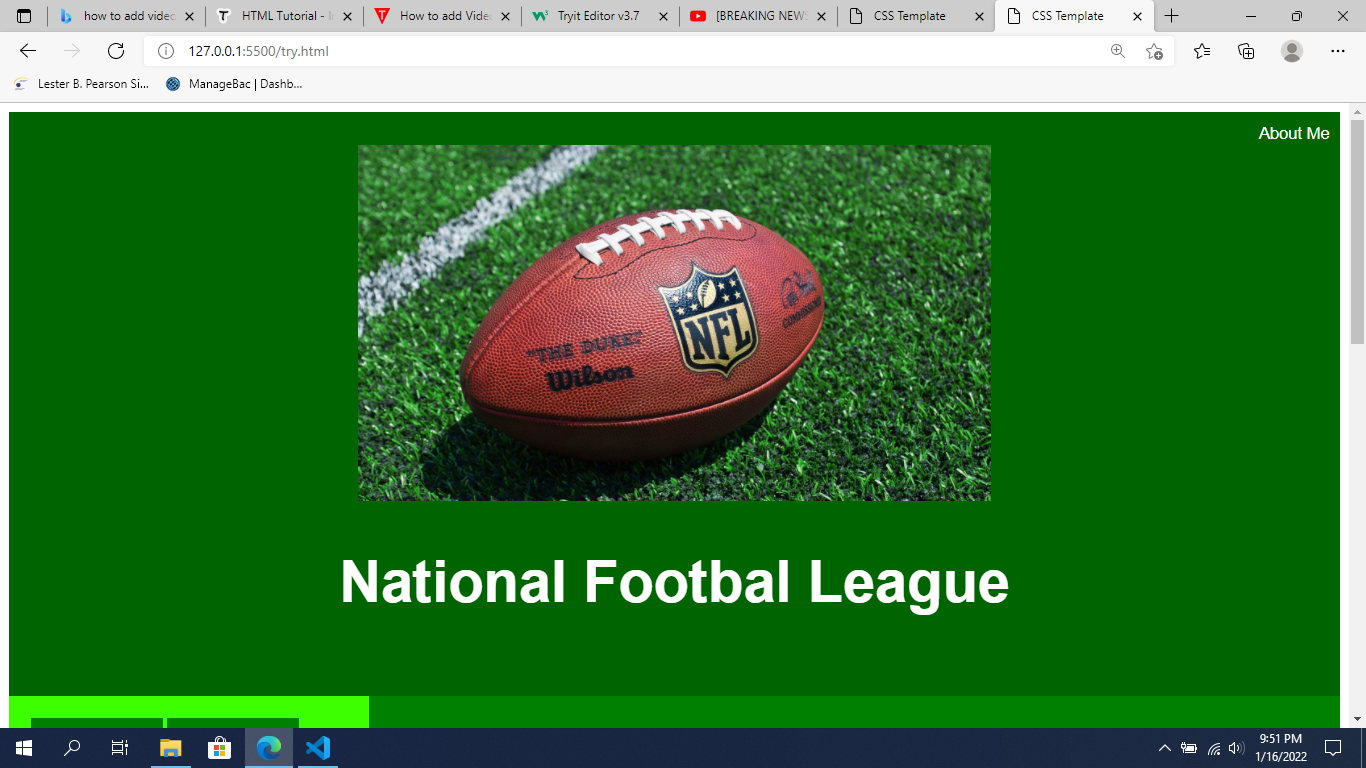 how to add video
HTML Tutorial - In
How to add Video
Tryit Editor v3.7
[BREAKING NEWS
CSS Template
CSS Template
127.0.0.1:5500/try.html
Lester B. Pearson Si...
ManageBac | Dashb...
About Me
"THE DUKE"
Wilson
NFL
National Footbal League
9:51 PM
1/16/2022